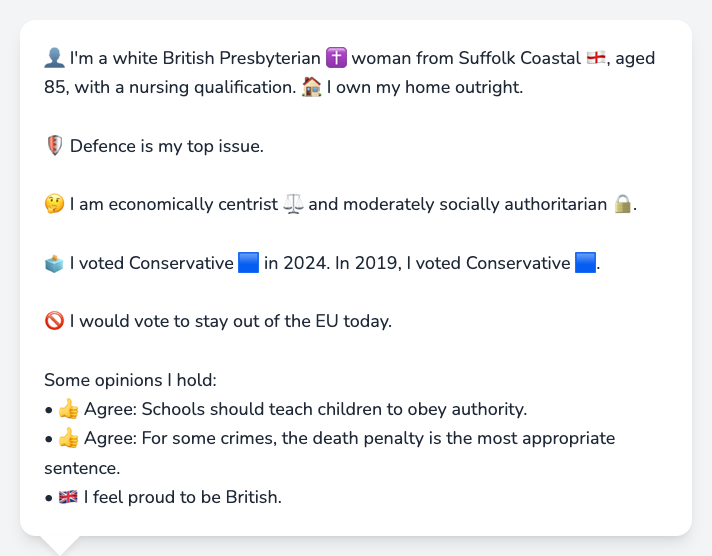 👤 I'm a white British Presbyterian ✝️ woman from Suffolk Coastal 🏴󠁧󠁢󠁥󠁮󠁧󠁿, aged
85, with a nursing qualification. 🏠 I own my home outright.
🛡️ Defence is my top issue.
🤔 I am economically centrist ⚖️ and moderately socially authoritarian 🔒.
🗳️ I voted Conservative 🟦 in 2024. In 2019, I voted Conservative 🟦.
🚫 I would vote to stay out of the EU today.
Some opinions I hold:
• 👍 Agree: Schools should teach children to obey authority.
• 👍 Agree: For some crimes, the death penalty is the most appropriate
sentence.
• 🇬🇧 I feel proud to be British.